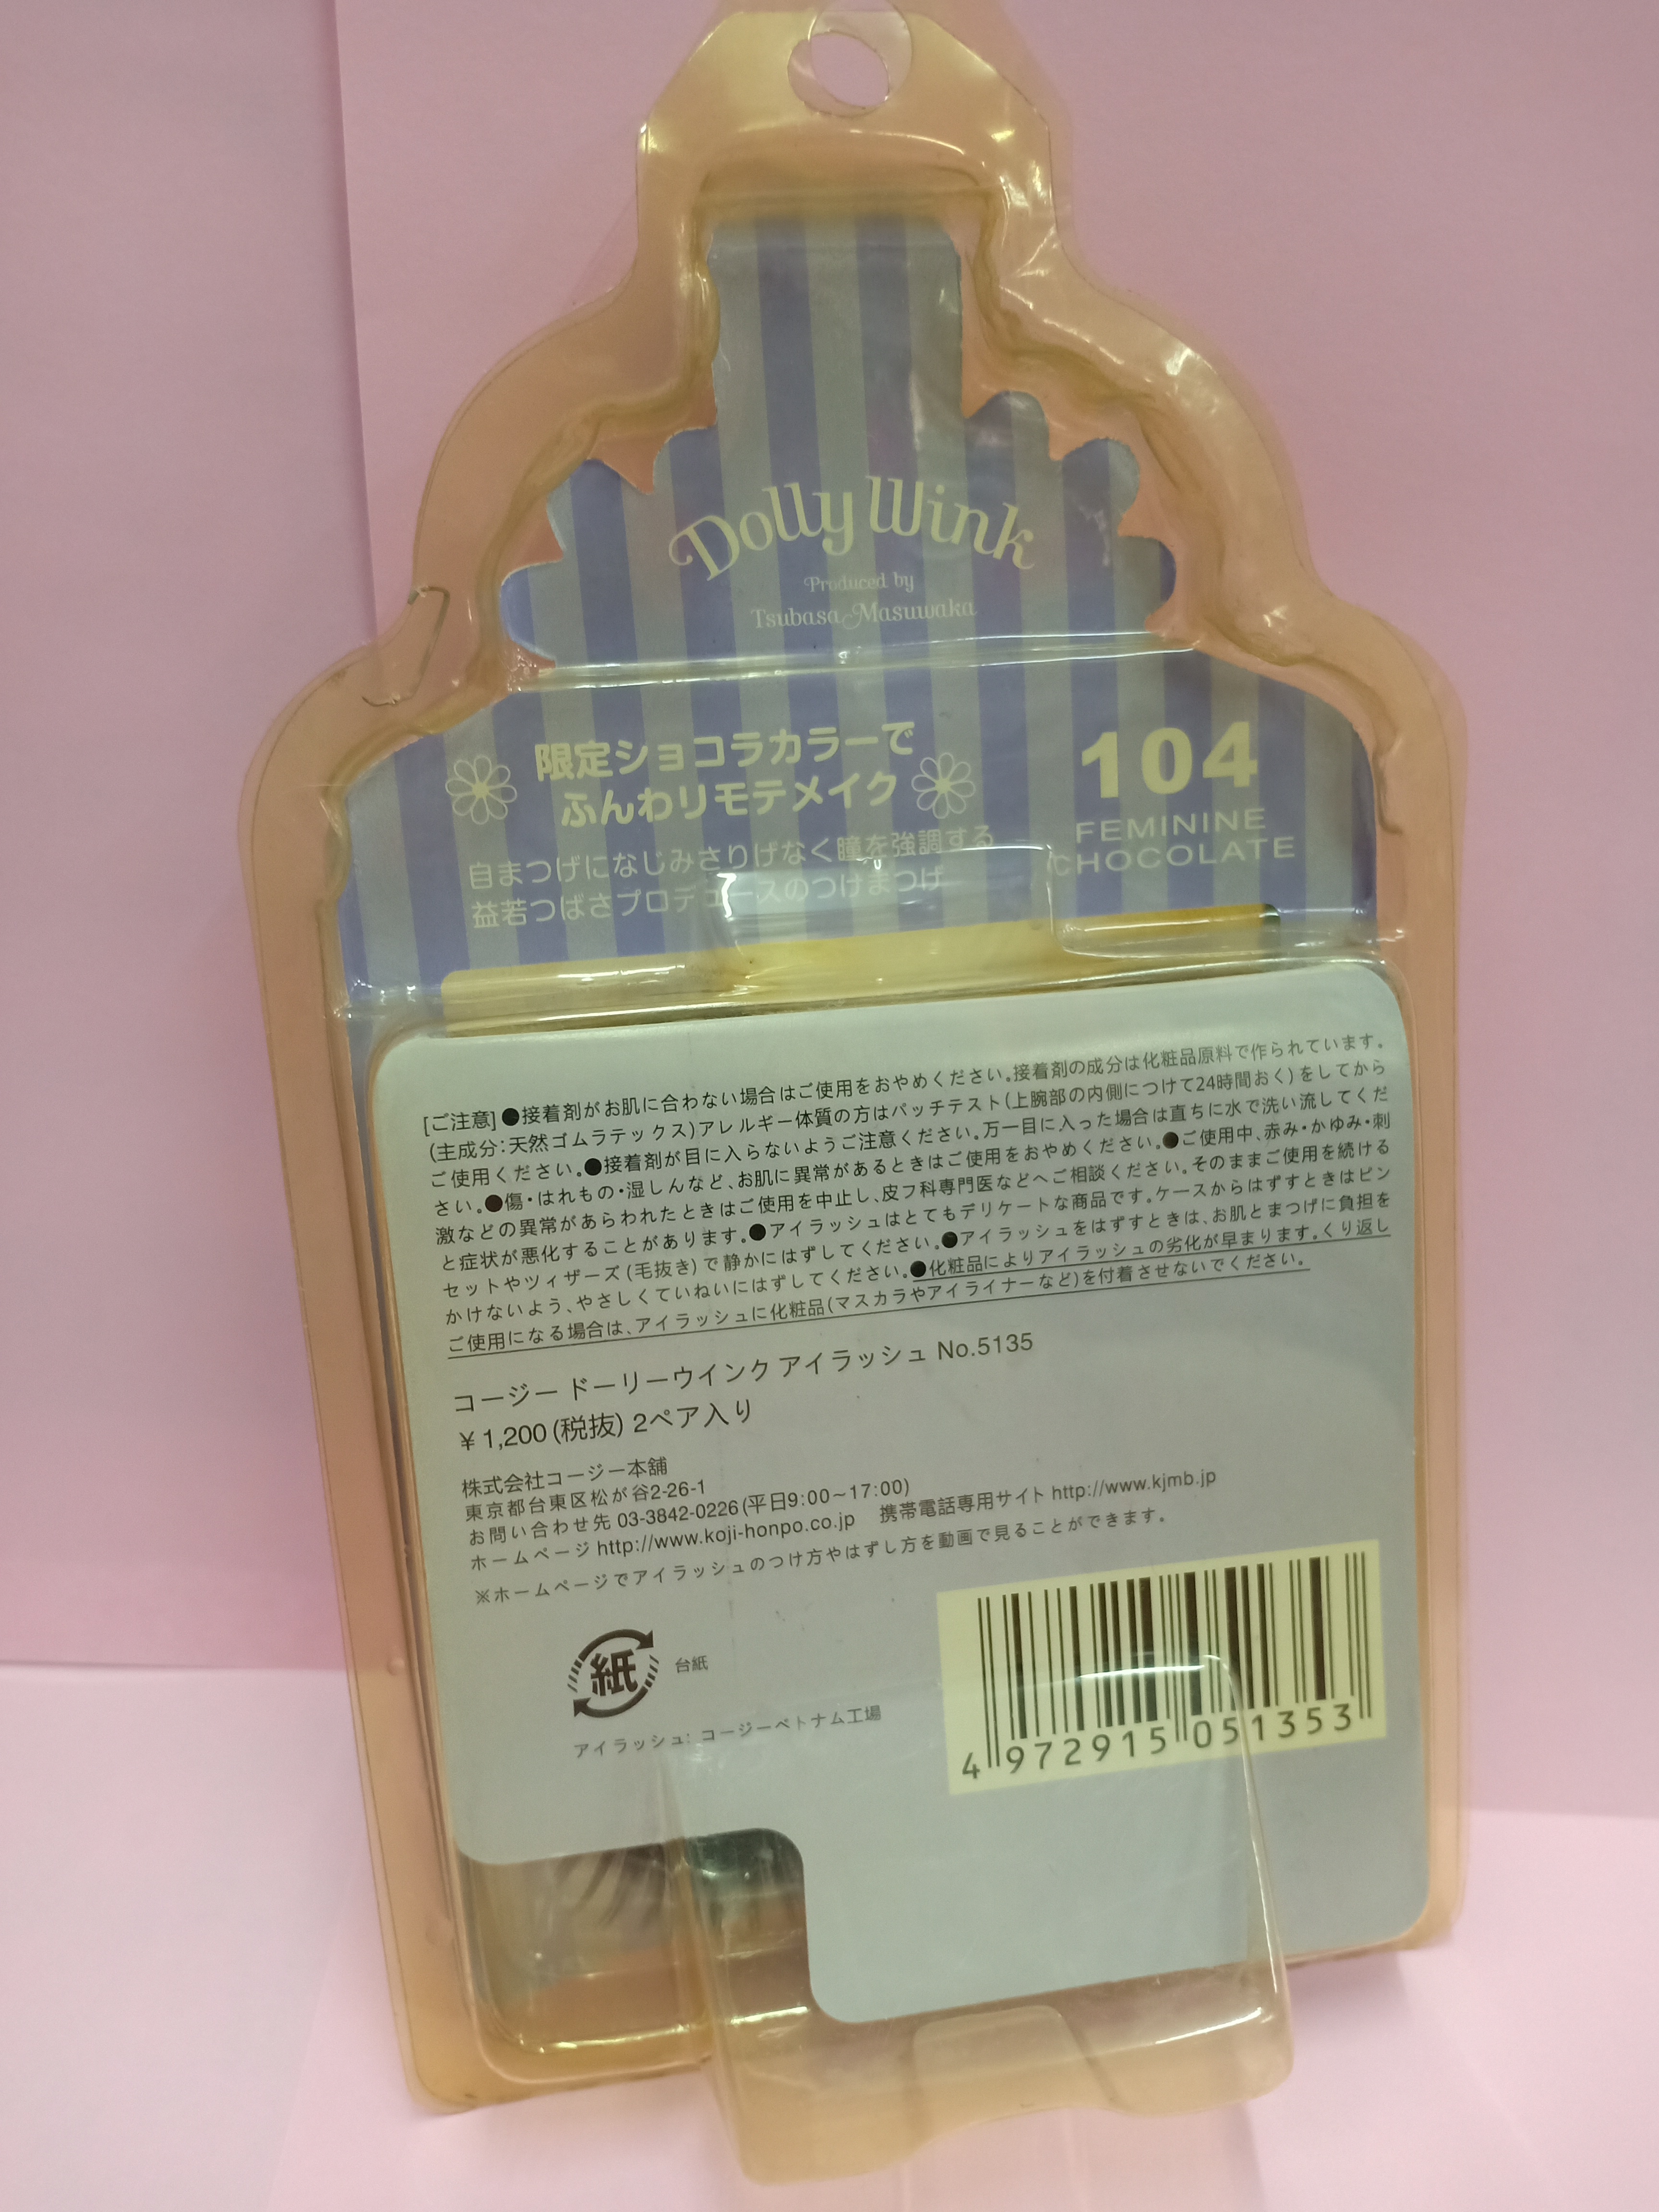 Dolly Wink
Produced by
Tsubasa Masuwaka
限定ショコラカラーで
ふんわりモテメイク
自まつげになじみさりげなく瞳を強調する
益若つばさプロデュースのつけまつげ
104
FEMININE
CHOCOLATE
[ご注意]●接着剤がお肌に合わない場合はご使用をおやめください。接着剤の成分は化粧品原料で作られています。
(主成分:天然ゴムラテックス)アレルギー体質の方はパッチテスト(上腕部の内側につけて24時間おく)をしてから
ご使用ください。●接着剤が目に入らないようご注意ください。万一目に入った場合は直ちに水で洗い流してくだ
さい。●傷・はれもの・湿しんなど、お肌に異常があるときはご使用をおやめください。●ご使用中、赤み・かゆみ・刺
激などの異常があらわれたときはご使用を中止し、皮フ科専門医などへご相談ください。そのままご使用を続ける
と症状が悪化することがあります。●アイラッシュはとてもデリケートな商品です。ケースからはずすときはピン
セットやツィザーズ(毛抜き)で静かにはずしてください。●アイラッシュをはずすときは、お肌とまつげに負担を
かけないよう、やさしくていねいにはずしてください。●化粧品によりアイラッシュの劣化が早まります。くり返し
ご使用になる場合は、アイラッシュに化粧品(マスカラやアイライナーなど)を付着させないでください。
コージー ドーリーウインク アイラッシュ No.5135
¥1,200(税抜) 2ペア入り
株式会社コージー本舗
東京都台東区松が谷2-26-1
お問い合わせ先 03-3842-0226(平日9:00~17:00)
ホームページ http://www.koji-honpo.co.jp 携帯電話専用サイト http://www.kjmb.jp
※ホームページでアイラッシュのつけ方やはずし方を動画で見ることができます。
紙 台紙
アイラッシュ: コージーベトナム工場
4 972915 051353